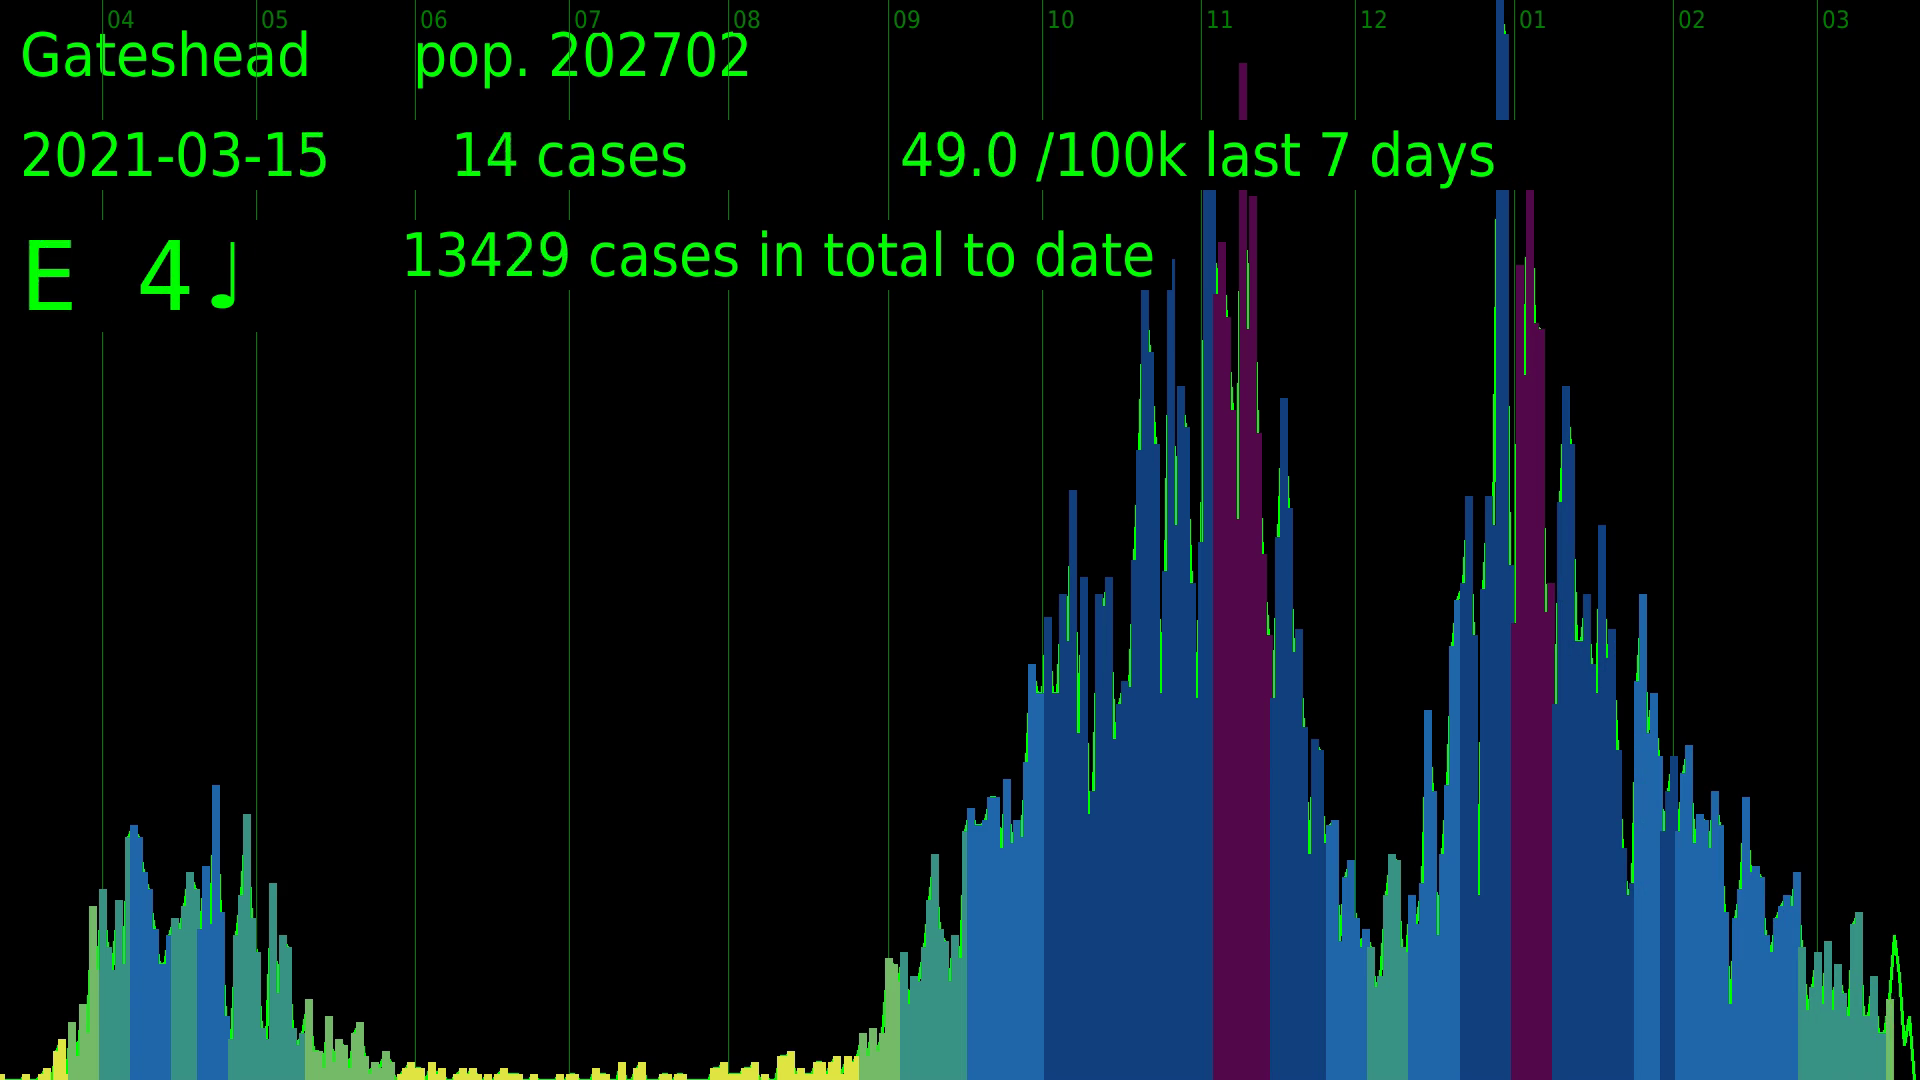 04 05 06 07 08 09 10 11 12 01 02 03
Gateshead pop. 202702
2021-03-15 14 cases 49.0 /100k last 7 days
E 4♩ 13429 cases in total to date